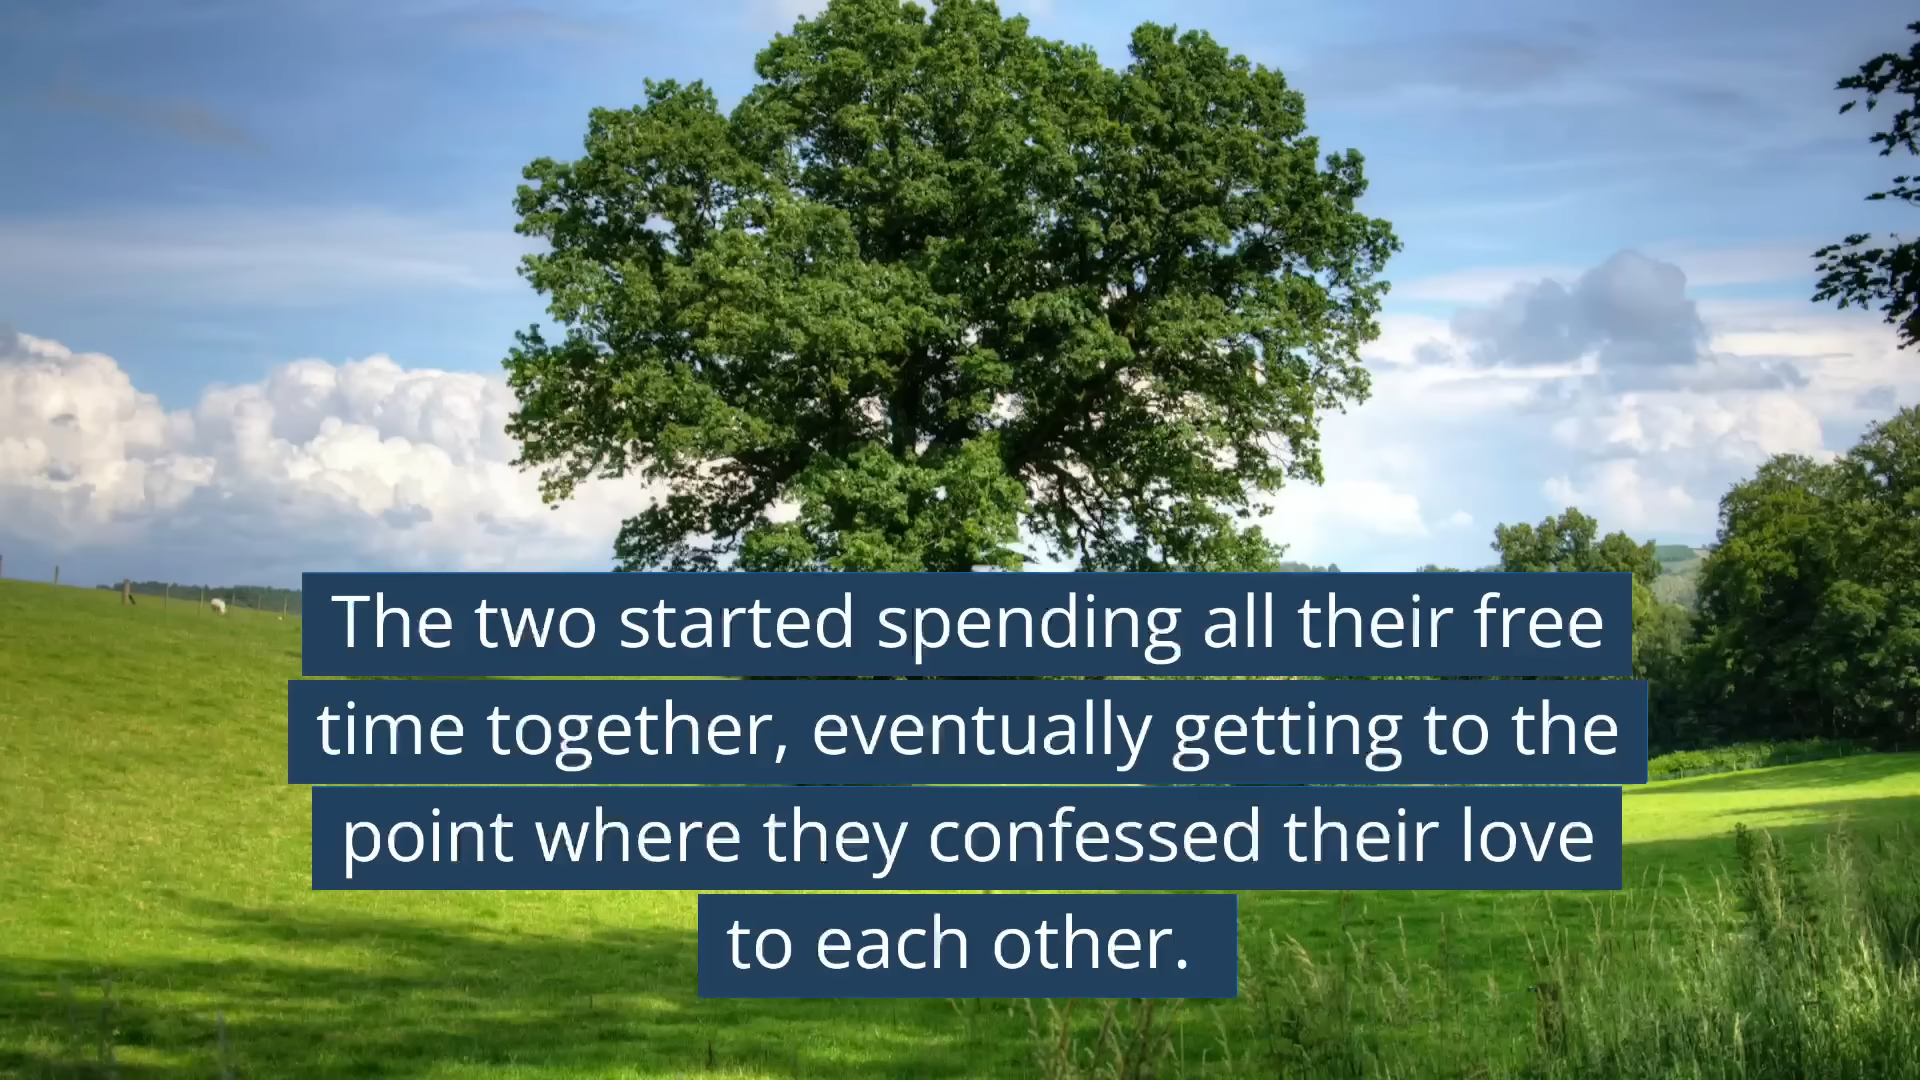 The two started spending all their free
time together, eventually getting to the
point where they confessed their love
to each other.